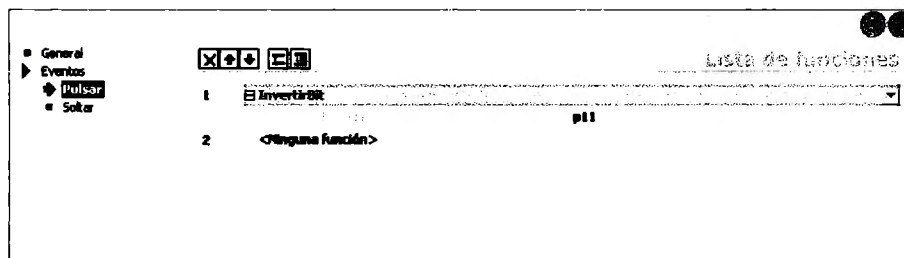 General
Eventos
Pulsar
Soltar
Lista de funciones
1 InvertirBit
p11
2 <Ninguna función>